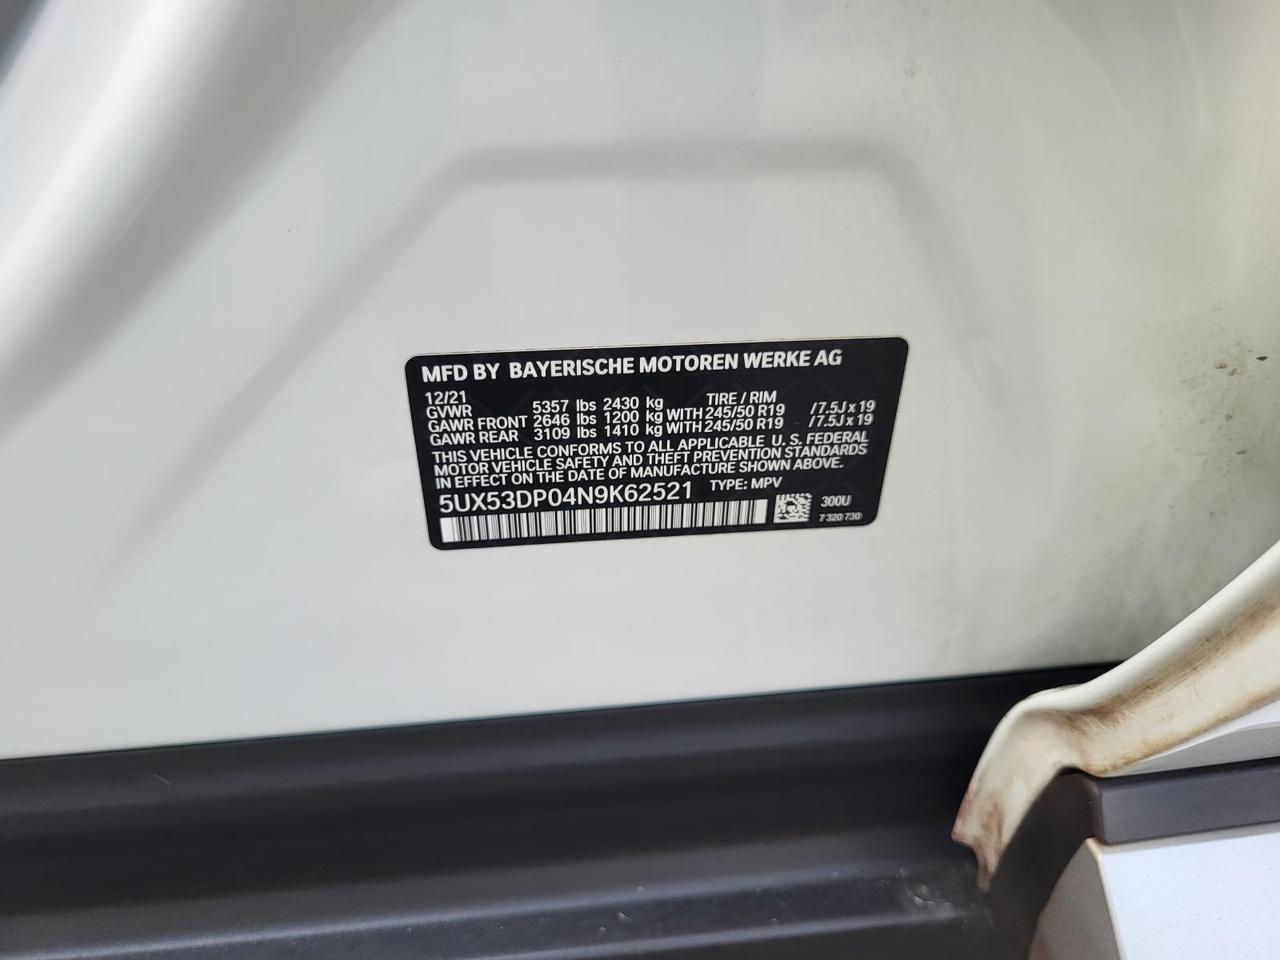 MFD BY BAYERISCHE MOTOREN WERKE AG
12/21
GVWR 5357 lbs 2430 kg TIRE / RIM
GAWR FRONT 2646 lbs 1200 kg WITH 245/50 R19 /7.5J x 19
GAWR REAR 3109 lbs 1410 kg WITH 245/50 R19 /7.5J x 19
THIS VEHICLE CONFORMS TO ALL APPLICABLE U. S. FEDERAL
MOTOR VEHICLE SAFETY AND THEFT PREVENTION STANDARDS
IN EFFECT ON THE DATE OF MANUFACTURE SHOWN ABOVE.
5UX53DP04N9K62521 TYPE: MPV
300U
7 320 730